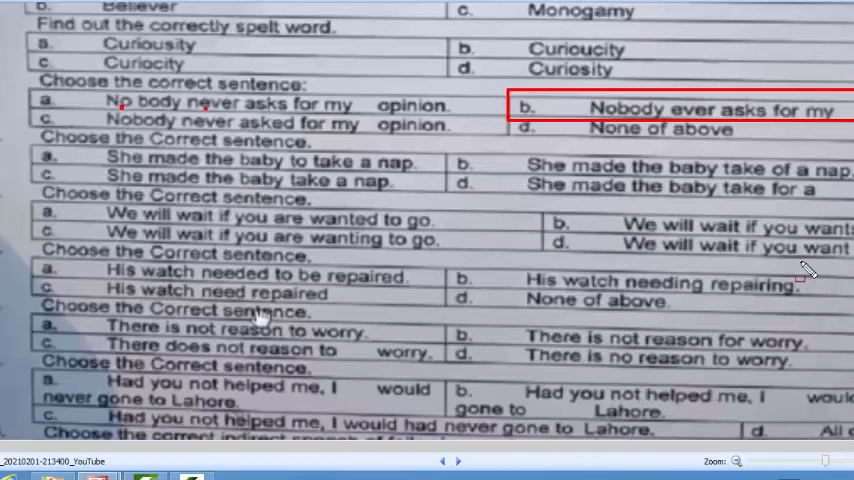 b. Believer c. Monogamy
Find out the correctly spelt word.
a. Curiousity b. Curioucity
c. Curiocity d. Curiosity
Choose the correct sentence:
a. No body never asks for my opinion. b. Nobody ever asks for my
c. Nobody never asked for my opinion. d. None of above
Choose the Correct sentence.
a. She made the baby to take a nap. b. She made the baby take of a nap.
c. She made the baby take a nap. d. She made the baby take for a
Choose the Correct sentence.
a. We will wait if you are wanted to go. b. We will wait if you wants
c. We will wait if you are wanting to go. d. We will wait if you want
Choose the Correct sentence.
a. His watch needed to be repaired. b. His watch needing repairing.
c. His watch need repaired d. None of above.
Choose the Correct sentence.
a. There is not reason to worry. b. There is not reason for worry.
c. There does not reason to worry. d. There is no reason to worry.
Choose the Correct sentence.
a. Had you not helped me, I would b. Had you not helped me, I would
never gone to Lahore. gone to Lahore.
c. Had you not helped me, I would had never gone to Lahore. d. All
Choose the correct indirect speech of
_20210201-213400_YouTube Zoom: